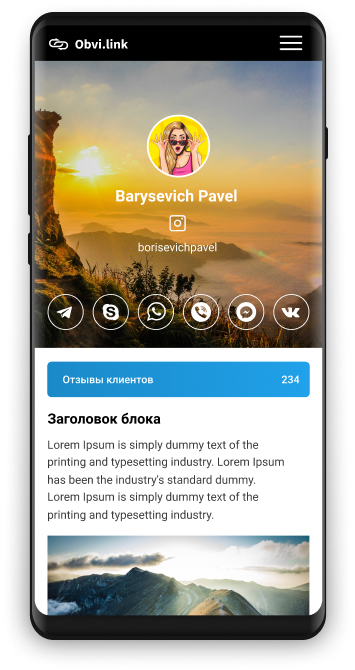 Obvi.link
Barysevich Pavel
borisevichpavel
Отзывы клиентов 234
Заголовок блока
Lorem Ipsum is simply dummy text of the
printing and typesetting industry. Lorem Ipsum
has been the industry's standard dummy.
Lorem Ipsum is simply dummy text of the
printing and typesetting industry.